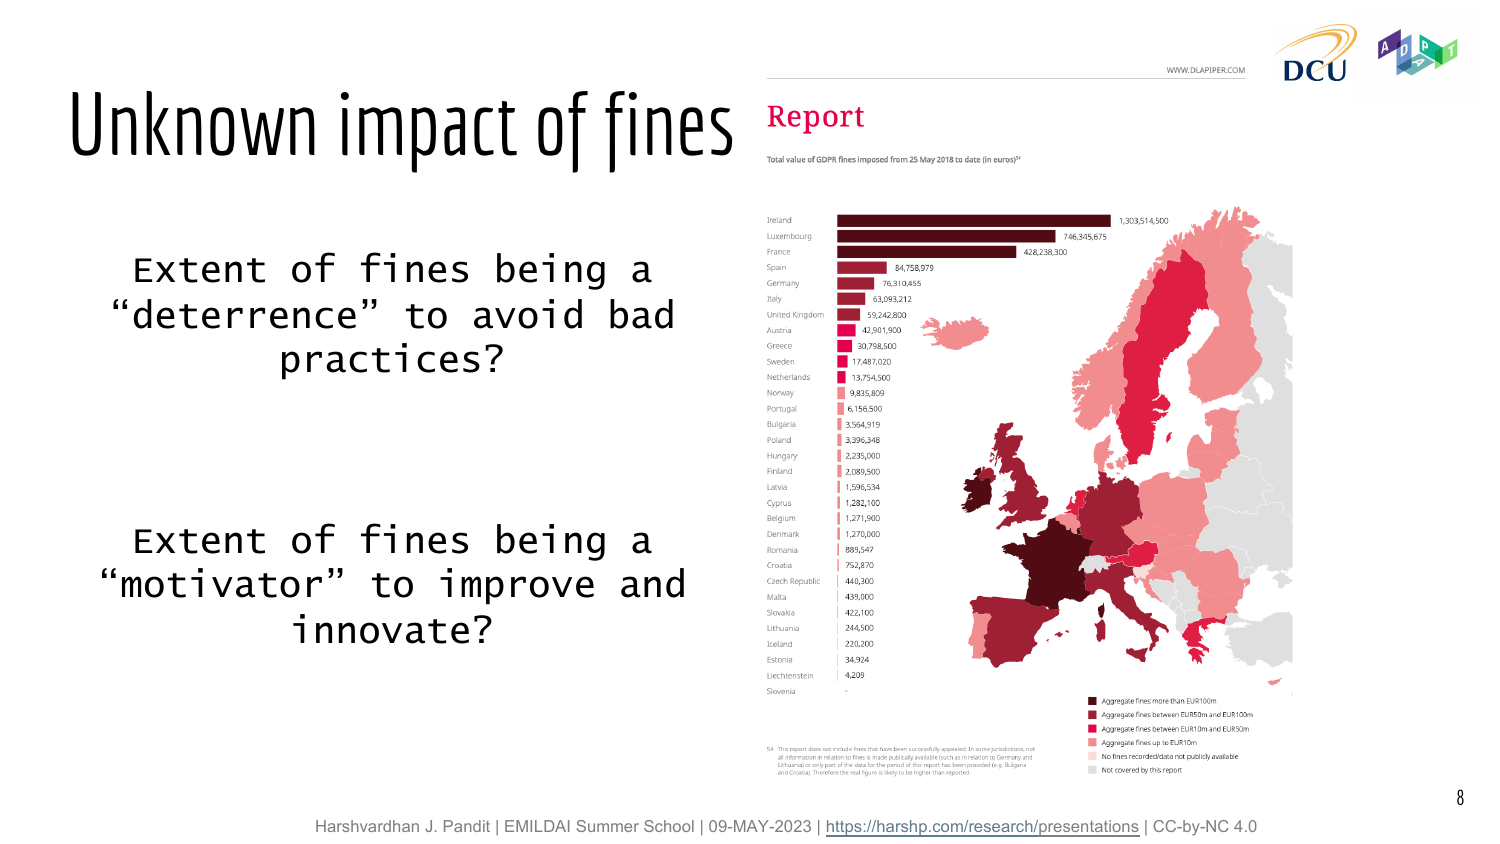 DCU
ADAPT
WWW.DLAPIPER.COM
Unknown impact of fines
Report
Total value of GDPR fines imposed from 25 May 2018 to date (in euros)⁵⁴
Extent of fines being a
“deterrence” to avoid bad
practices?
Extent of fines being a
“motivator” to improve and
innovate?
Ireland 1,303,514,500
Luxembourg 746,345,675
France 428,238,300
Spain 84,758,979
Germany 76,310,455
Italy 63,093,212
United Kingdom 59,242,800
Austria 42,901,900
Greece 30,798,500
Sweden 17,487,020
Netherlands 13,754,500
Norway 9,835,809
Portugal 6,156,500
Bulgaria 3,564,919
Poland 3,396,348
Hungary 2,235,000
Finland 2,089,500
Latvia 1,596,534
Cyprus 1,282,100
Belgium 1,271,900
Denmark 1,270,000
Romania 889,547
Croatia 752,870
Czech Republic 440,300
Malta 439,000
Slovakia 422,100
Lithuania 244,500
Iceland 220,200
Estonia 34,924
Liechtenstein 4,209
Slovenia -
Aggregate fines more than EUR100m
Aggregate fines between EUR50m and EUR100m
Aggregate fines between EUR10m and EUR50m
Aggregate fines up to EUR10m
No fines recorded/data not publicly available
Not covered by this report
54 This report does not include fines that have been successfully appealed. In some jurisdictions, not
all information in relation to fines is made publically available (such as in relation to Germany and
Lithuania) or only part of the data for the period of this report has been provided (e.g. Bulgaria
and Croatia). Therefore the real figure is likely to be higher than reported.
8
Harshvardhan J. Pandit | EMILDAI Summer School | 09-MAY-2023 | https://harshp.com/research/presentations | CC-by-NC 4.0